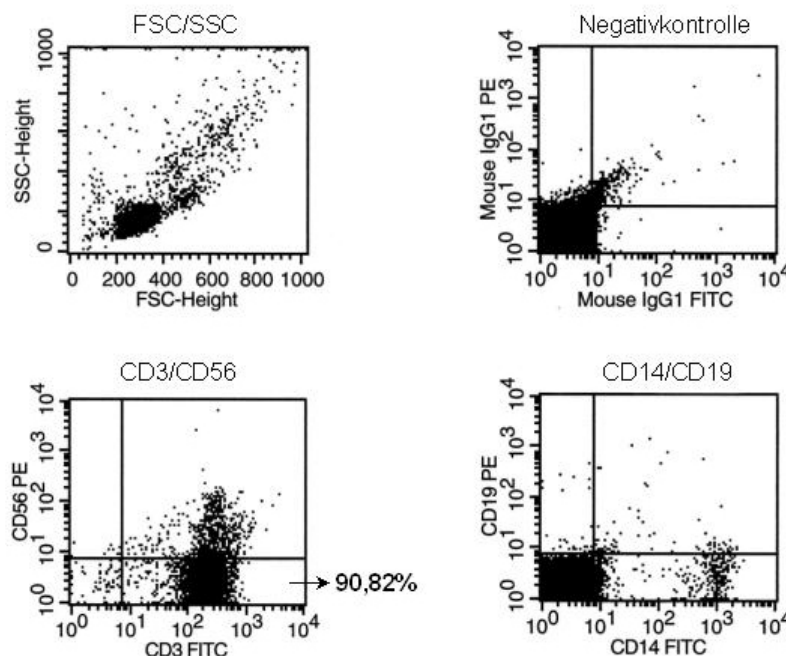 FSC/SSC
1000
SSC-Height
0
0 200 400 600 800 1000
FSC-Height
Negativkontrolle
10^4
10^3
10^2
10^1
10^0
Mouse IgG1 PE
10^0 10^1 10^2 10^3 10^4
Mouse IgG1 FITC
CD3/CD56
10^4
10^3
10^2
10^1
10^0
CD56 PE
90,82%
10^0 10^1 10^2 10^3 10^4
CD3 FITC
CD14/CD19
10^4
10^3
10^2
10^1
10^0
CD19 PE
10^0 10^1 10^2 10^3 10^4
CD14 FITC